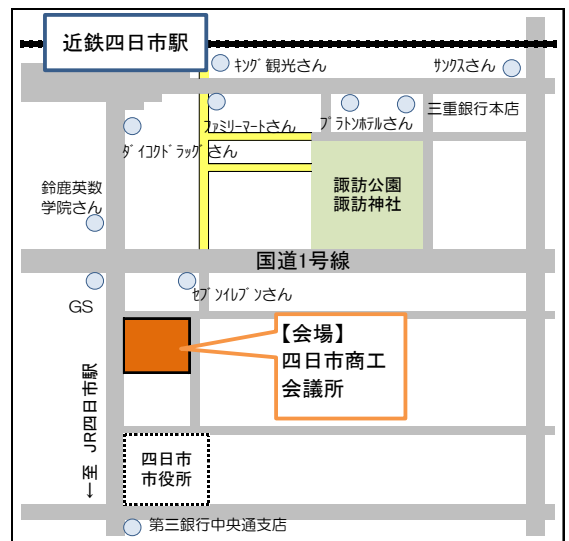 近鉄四日市駅
ｷﾝｸﾞ観光さん
ｻﾝｸｽさん
ﾌｧﾐﾘｰﾏｰﾄさん
ﾌﾟﾗﾄﾝﾎﾃﾙさん
三重銀行本店
ﾀﾞｲｺｸﾄﾞﾗｯｸﾞさん
鈴鹿英数
学院さん
諏訪公園
諏訪神社
国道1号線
GS
ｾﾌﾞﾝｲﾚﾌﾞﾝさん
【会場】
四日市商工
会議所
←至 JR四日市駅
四日市
市役所
第三銀行中央通支店